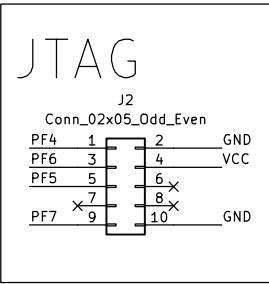 JTAG
J2
Conn_02x05_Odd_Even
PF4 1 2 GND
PF6 3 4 VCC
PF5 5 6
7 8
PF7 9 10 GND